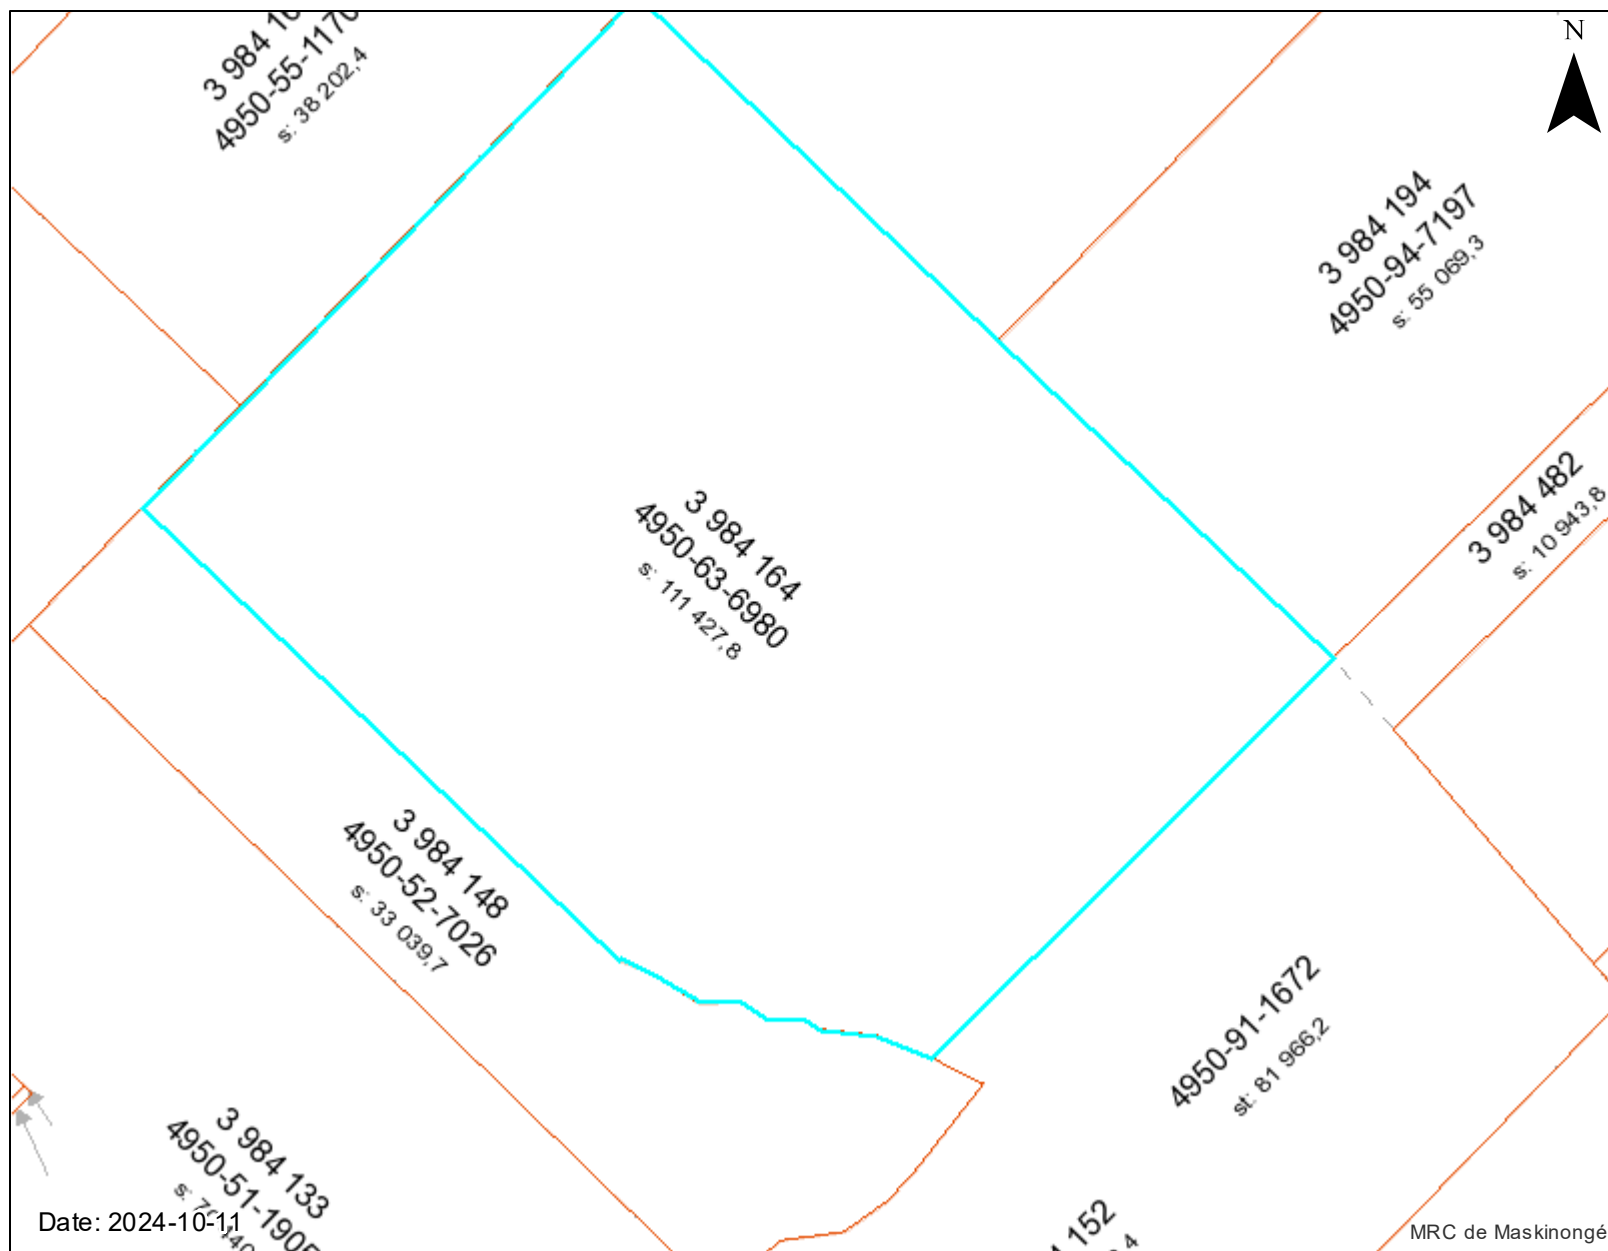 N
3 984
4950-55-1170
s: 38 202,4
3 984 194
4950-94-7197
s: 55 069,3
3 984 482
s: 10 943,8
3 984 164
4950-63-6980
s: 111 427,8
3 984 148
4950-52-7026
s: 33 039,7
4950-91-1672
st: 81 966,2
3 984 133
4950-51-1905
s:
152
Date: 2024-10-11
MRC de Maskinongé